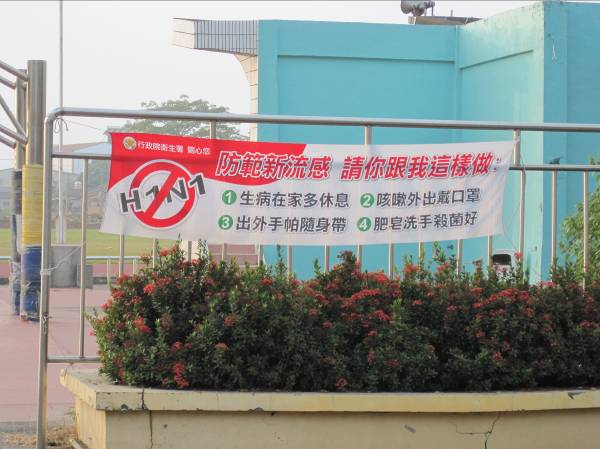 行政院衛生署 關心您
H1N1
防範新流感 請你跟我這樣做
1 生病在家多休息 2 咳嗽外出戴口罩
3 出外手帕隨身帶 4 肥皂洗手殺菌好